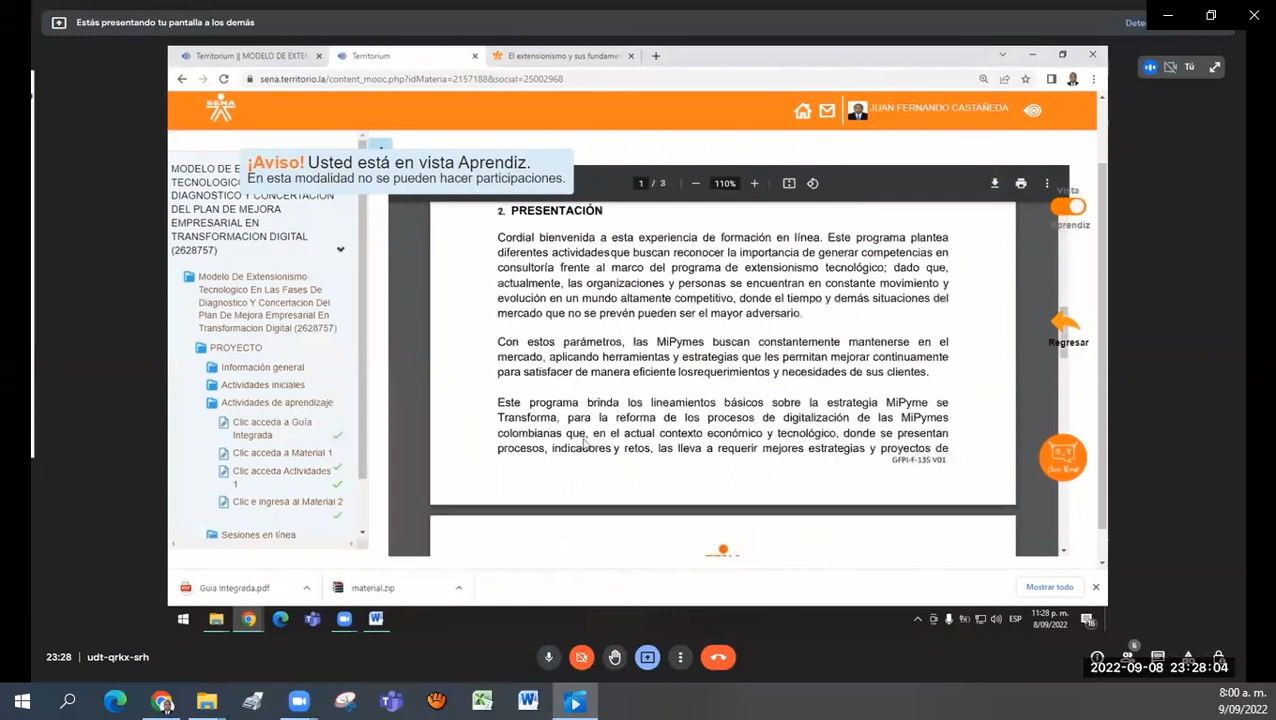 Estás presentando tu pantalla a los demás
Dete
Territorium || MODELO DE EXTEN
Territorium
El extensionismo y sus fundame
sena.territorio.la/content_mooc.php?idMateria=2157188&social=25002968
Tú
SENA
JUAN FERNANDO CASTAÑEDA
¡Aviso! Usted está en vista Aprendiz.
En esta modalidad no se pueden hacer participaciones.
MODELO DE E
TECNOLOGIC
DIAGNOSTICO Y CONCERTACION
DEL PLAN DE MEJORA
EMPRESARIAL EN
TRANSFORMACION DIGITAL
(2628757)
Modelo De Extensionismo
Tecnologico En Las Fases De
Diagnostico Y Concertacion Del
Plan De Mejora Empresarial En
Transformacion Digital (2628757)
PROYECTO
Información general
Actividades iniciales
Actividades de aprendizaje
Clic acceda a Guía
Integrada
Clic acceda a Material 1
Clic acceda Actividades
1
Clic e ingresa al Material 2
Sesiones en línea
1 / 3
110%
Vista
Aprendiz
Regresar
2. PRESENTACIÓN
Cordial bienvenida a esta experiencia de formación en línea. Este programa plantea
diferentes actividades que buscan reconocer la importancia de generar competencias en
consultoría frente al marco del programa de extensionismo tecnológico; dado que,
actualmente, las organizaciones y personas se encuentran en constante movimiento y
evolución en un mundo altamente competitivo, donde el tiempo y demás situaciones del
mercado que no se prevén pueden ser el mayor adversario.
Con estos parámetros, las MiPymes buscan constantemente mantenerse en el
mercado, aplicando herramientas y estrategias que les permitan mejorar continuamente
para satisfacer de manera eficiente losrequerimientos y necesidades de sus clientes.
Este programa brinda los lineamientos básicos sobre la estrategia MiPyme se
Transforma, para la reforma de los procesos de digitalización de las MiPymes
colombianas que, en el actual contexto económico y tecnológico, donde se presentan
procesos, indicadores y retos, las lleva a requerir mejores estrategias y proyectos de
GFPI-F-135 V01
Guia Integrada.pdf
material.zip
Mostrar todo
ESP
11:28 p. m.
8/09/2022
16
23:28
udt-qrkx-srh
5
2022-09-08 23:28:04
8:00 a. m.
9/09/2022